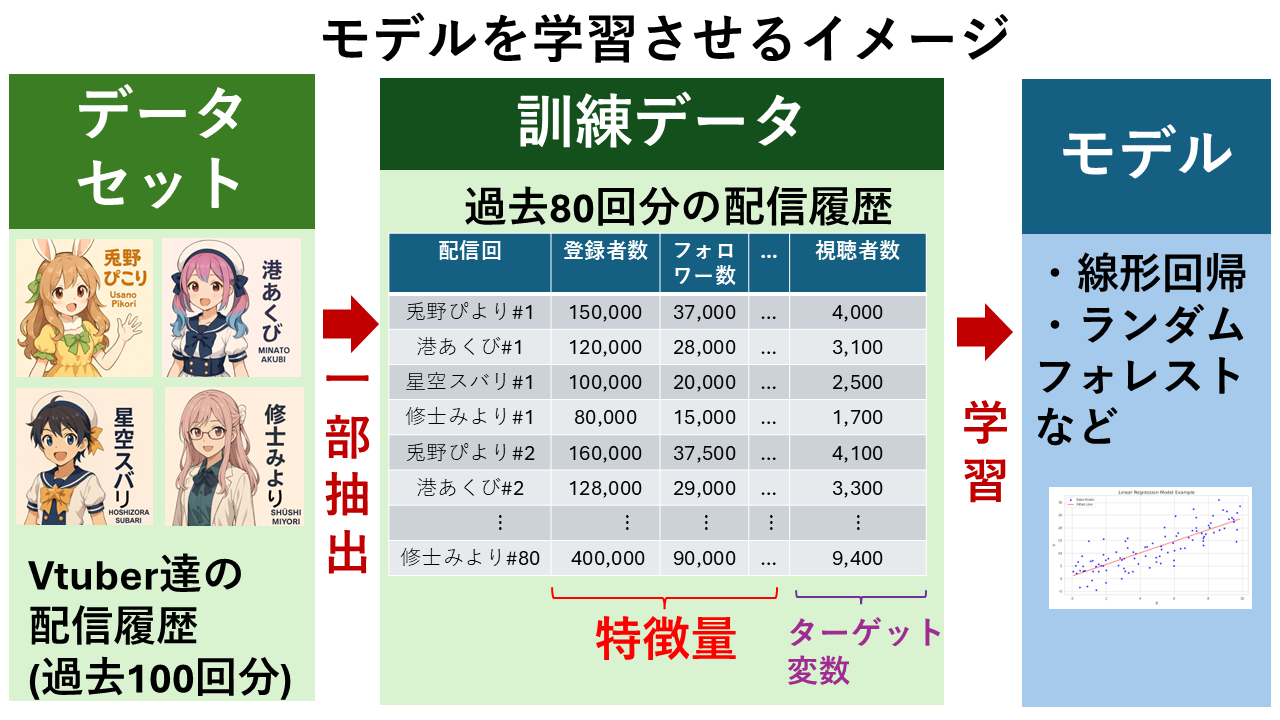 モデルを学習させるイメージ
データ
セット
兎野
ぴこり
Usano
Pikori
港あくび
MINATO
AKUBI
星空スバリ
HOSHIZORA
SUBARI
修士みより
SHŪSHI
MIYORI
Vtuber達の
配信履歴
(過去100回分)
一部抽出
訓練データ
過去80回分の配信履歴
配信回 登録者数 フォロワー数 … 視聴者数
兎野ぴより#1 150,000 37,000 … 4,000
港あくび#1 120,000 28,000 … 3,100
星空スバリ#1 100,000 20,000 … 2,500
修士みより#1 80,000 15,000 … 1,700
兎野ぴより#2 160,000 37,500 … 4,100
港あくび#2 128,000 29,000 … 3,300
⋮ ⋮ ⋮ ⋮ ⋮
修士みより#80 400,000 90,000 … 9,400
特徴量
ターゲット
変数
学習
モデル
・線形回帰
・ランダム
フォレスト
など
Linear Regression Model Example